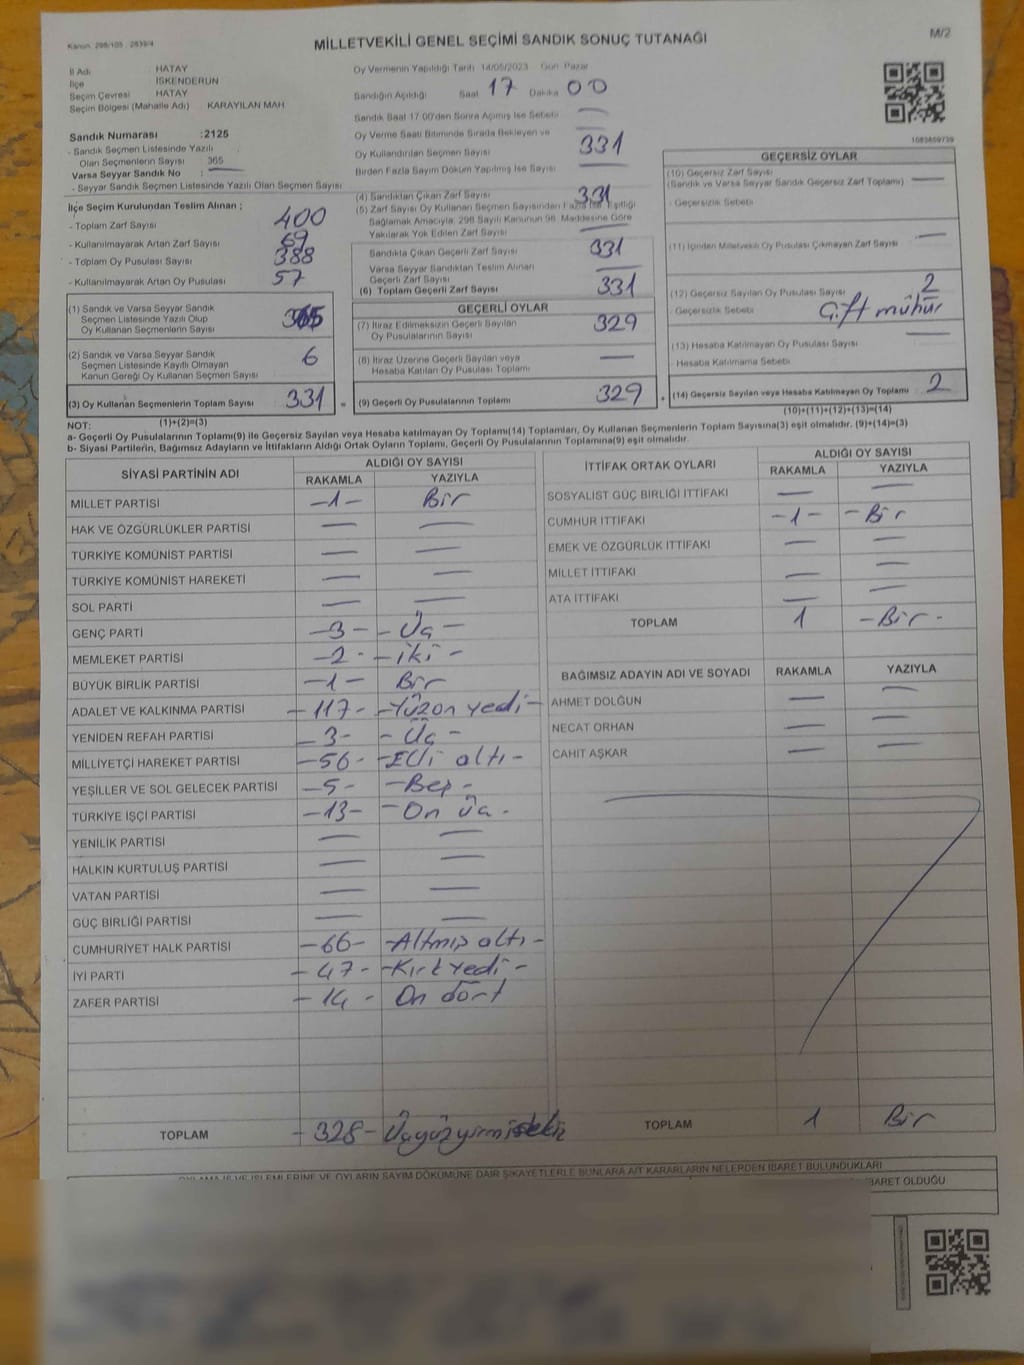 Kanun: 298/105 , 2839/4
MİLLETVEKİLİ GENEL SEÇİMİ SANDIK SONUÇ TUTANAĞI
M/2
İl Adı HATAY
İlçe İSKENDERUN
Seçim Çevresi HATAY
Seçim Bölgesi (Mahalle Adı) KARAYILAN MAH
Oy Vermenin Yapıldığı Tarih 14/05/2023 Gün Pazar
Sandığın Açıldığı Saat 17 Dakika 00
Sandık Saat 17 00'den Sonra Açılmış İse Sebebi —
Oy Verme Saati Bitiminde Sırada Bekleyen ve
Oy Kullandırılan Seçmen Sayısı 331
Birden Fazla Sayım Döküm Yapılmış İse Sayısı —
1083859739
Sandık Numarası :2125
- Sandık Seçmen Listesinde Yazılı
Olan Seçmenlerin Sayısı 365
Varsa Seyyar Sandık No : —
- Seyyar Sandık Seçmen Listesinde Yazılı Olan Seçmen Sayısı
İlçe Seçim Kurulundan Teslim Alınan ;
- Toplam Zarf Sayısı 400
- Kullanılmayarak Artan Zarf Sayısı 69
- Toplam Oy Pusulası Sayısı 388
- Kullanılmayarak Artan Oy Pusulası 57
(1) Sandık ve Varsa Seyyar Sandık
Seçmen Listesinde Yazılı Olup
Oy Kullanan Seçmenlerin Sayısı
(2) Sandık ve Varsa Seyyar Sandık
Seçmen Listesinde Kayıtlı Olmayan
Kanun Gereği Oy Kullanan Seçmen Sayısı 6
(3) Oy Kullanan Seçmenlerin Toplam Sayısı 331
(1)+(2)=(3)
(4) Sandıktan Çıkan Zarf Sayısı 331
(5) Zarf Sayısı Oy Kullanan Seçmen Sayısından Fazla İse Eşitliği
Sağlamak Amacıyla, 298 Sayılı Kanunun 98. Maddesine Göre
Yakılarak Yok Edilen Zarf Sayısı —
Sandıkta Çıkan Geçerli Zarf Sayısı 331
Varsa Seyyar Sandıktan Teslim Alınan
Geçerli Zarf Sayısı —
(6) Toplam Geçerli Zarf Sayısı 331
GEÇERLİ OYLAR
(7) İtiraz Edilmeksizin Geçerli Sayılan
Oy Pusulalarının Sayısı 329
(8) İtiraz Üzerine Geçerli Sayılan veya
Hesaba Katılan Oy Pusulası Toplamı —
(9) Geçerli Oy Pusulalarının Toplamı 329
GEÇERSİZ OYLAR
(10) Geçersiz Zarf Sayısı
(Sandık ve Varsa Seyyar Sandık Geçersiz Zarf Toplamı) —
- Geçersizlik Sebebi
(11) İçinden Milletvekili Oy Pusulası Çıkmayan Zarf Sayısı —
(12) Geçersiz Sayılan Oy Pusulası Sayısı 2
- Geçersizlik Sebebi Çift mühür
(13) Hesaba Katılmayan Oy Pusulası Sayısı —
- Hesaba Katılmama Sebebi
(14) Geçersiz Sayılan veya Hesaba Katılmayan Oy Toplamı 2
(10)+(11)+(12)+(13)=(14)
NOT:
a- Geçerli Oy Pusulalarının Toplamı(9) ile Geçersiz Sayılan veya Hesaba katılmayan Oy Toplamı(14) Toplamları, Oy Kullanan Seçmenlerin Toplam Sayısına(3) eşit olmalıdır. (9)+(14)=(3)
b- Siyasi Partilerin, Bağımsız Adayların ve İttifakların Aldığı Ortak Oyların Toplamı, Geçerli Oy Pusulalarının Toplamına(9) eşit olmalıdır.
SİYASİ PARTİNİN ADI ALDIĞI OY SAYISI
RAKAMLA YAZIYLA
MİLLET PARTİSİ -1- Bir
HAK VE ÖZGÜRLÜKLER PARTİSİ — —
TÜRKİYE KOMÜNİST PARTİSİ — —
TÜRKİYE KOMÜNİST HAREKETİ — —
SOL PARTİ — —
GENÇ PARTİ -3- -Üç-
MEMLEKET PARTİSİ -2- -iki-
BÜYÜK BİRLİK PARTİSİ -1- Bir
ADALET VE KALKINMA PARTİSİ -117- -Yüzon yedi-
YENİDEN REFAH PARTİSİ -3- -Üç-
MİLLİYETÇİ HAREKET PARTİSİ -56- -Elli altı-
YEŞİLLER VE SOL GELECEK PARTİSİ -5- -Beş-
TÜRKİYE İŞÇİ PARTİSİ -13- -On üç-
YENİLİK PARTİSİ — —
HALKIN KURTULUŞ PARTİSİ — —
VATAN PARTİSİ — —
GÜÇ BİRLİĞİ PARTİSİ — —
CUMHURİYET HALK PARTİSİ -66- -Altmış altı-
İYİ PARTİ -47- -Kırk yedi-
ZAFER PARTİSİ -14- On dört
TOPLAM -328- Üçyüzyirmisekiz
İTTİFAK ORTAK OYLARI ALDIĞI OY SAYISI
RAKAMLA YAZIYLA
SOSYALİST GÜÇ BİRLİĞİ İTTİFAKI — —
CUMHUR İTTİFAKI -1- -Bir
EMEK VE ÖZGÜRLÜK İTTİFAKI — —
MİLLET İTTİFAKI — —
ATA İTTİFAKI — —
TOPLAM 1 -Bir-
BAĞIMSIZ ADAYIN ADI VE SOYADI RAKAMLA YAZIYLA
AHMET DOLĞUN — —
NECAT ORHAN — —
CAHİT AŞKAR — —
TOPLAM 1 Bir
OYLAMA İŞ VE İŞLEMLERİNE VE OYLARIN SAYIM DÖKÜMÜNE DAİR ŞİKAYETLERLE BUNLARA AİT KARARLARIN NELERDEN İBARET BULUNDUKLARI
İBARET OLDUĞU